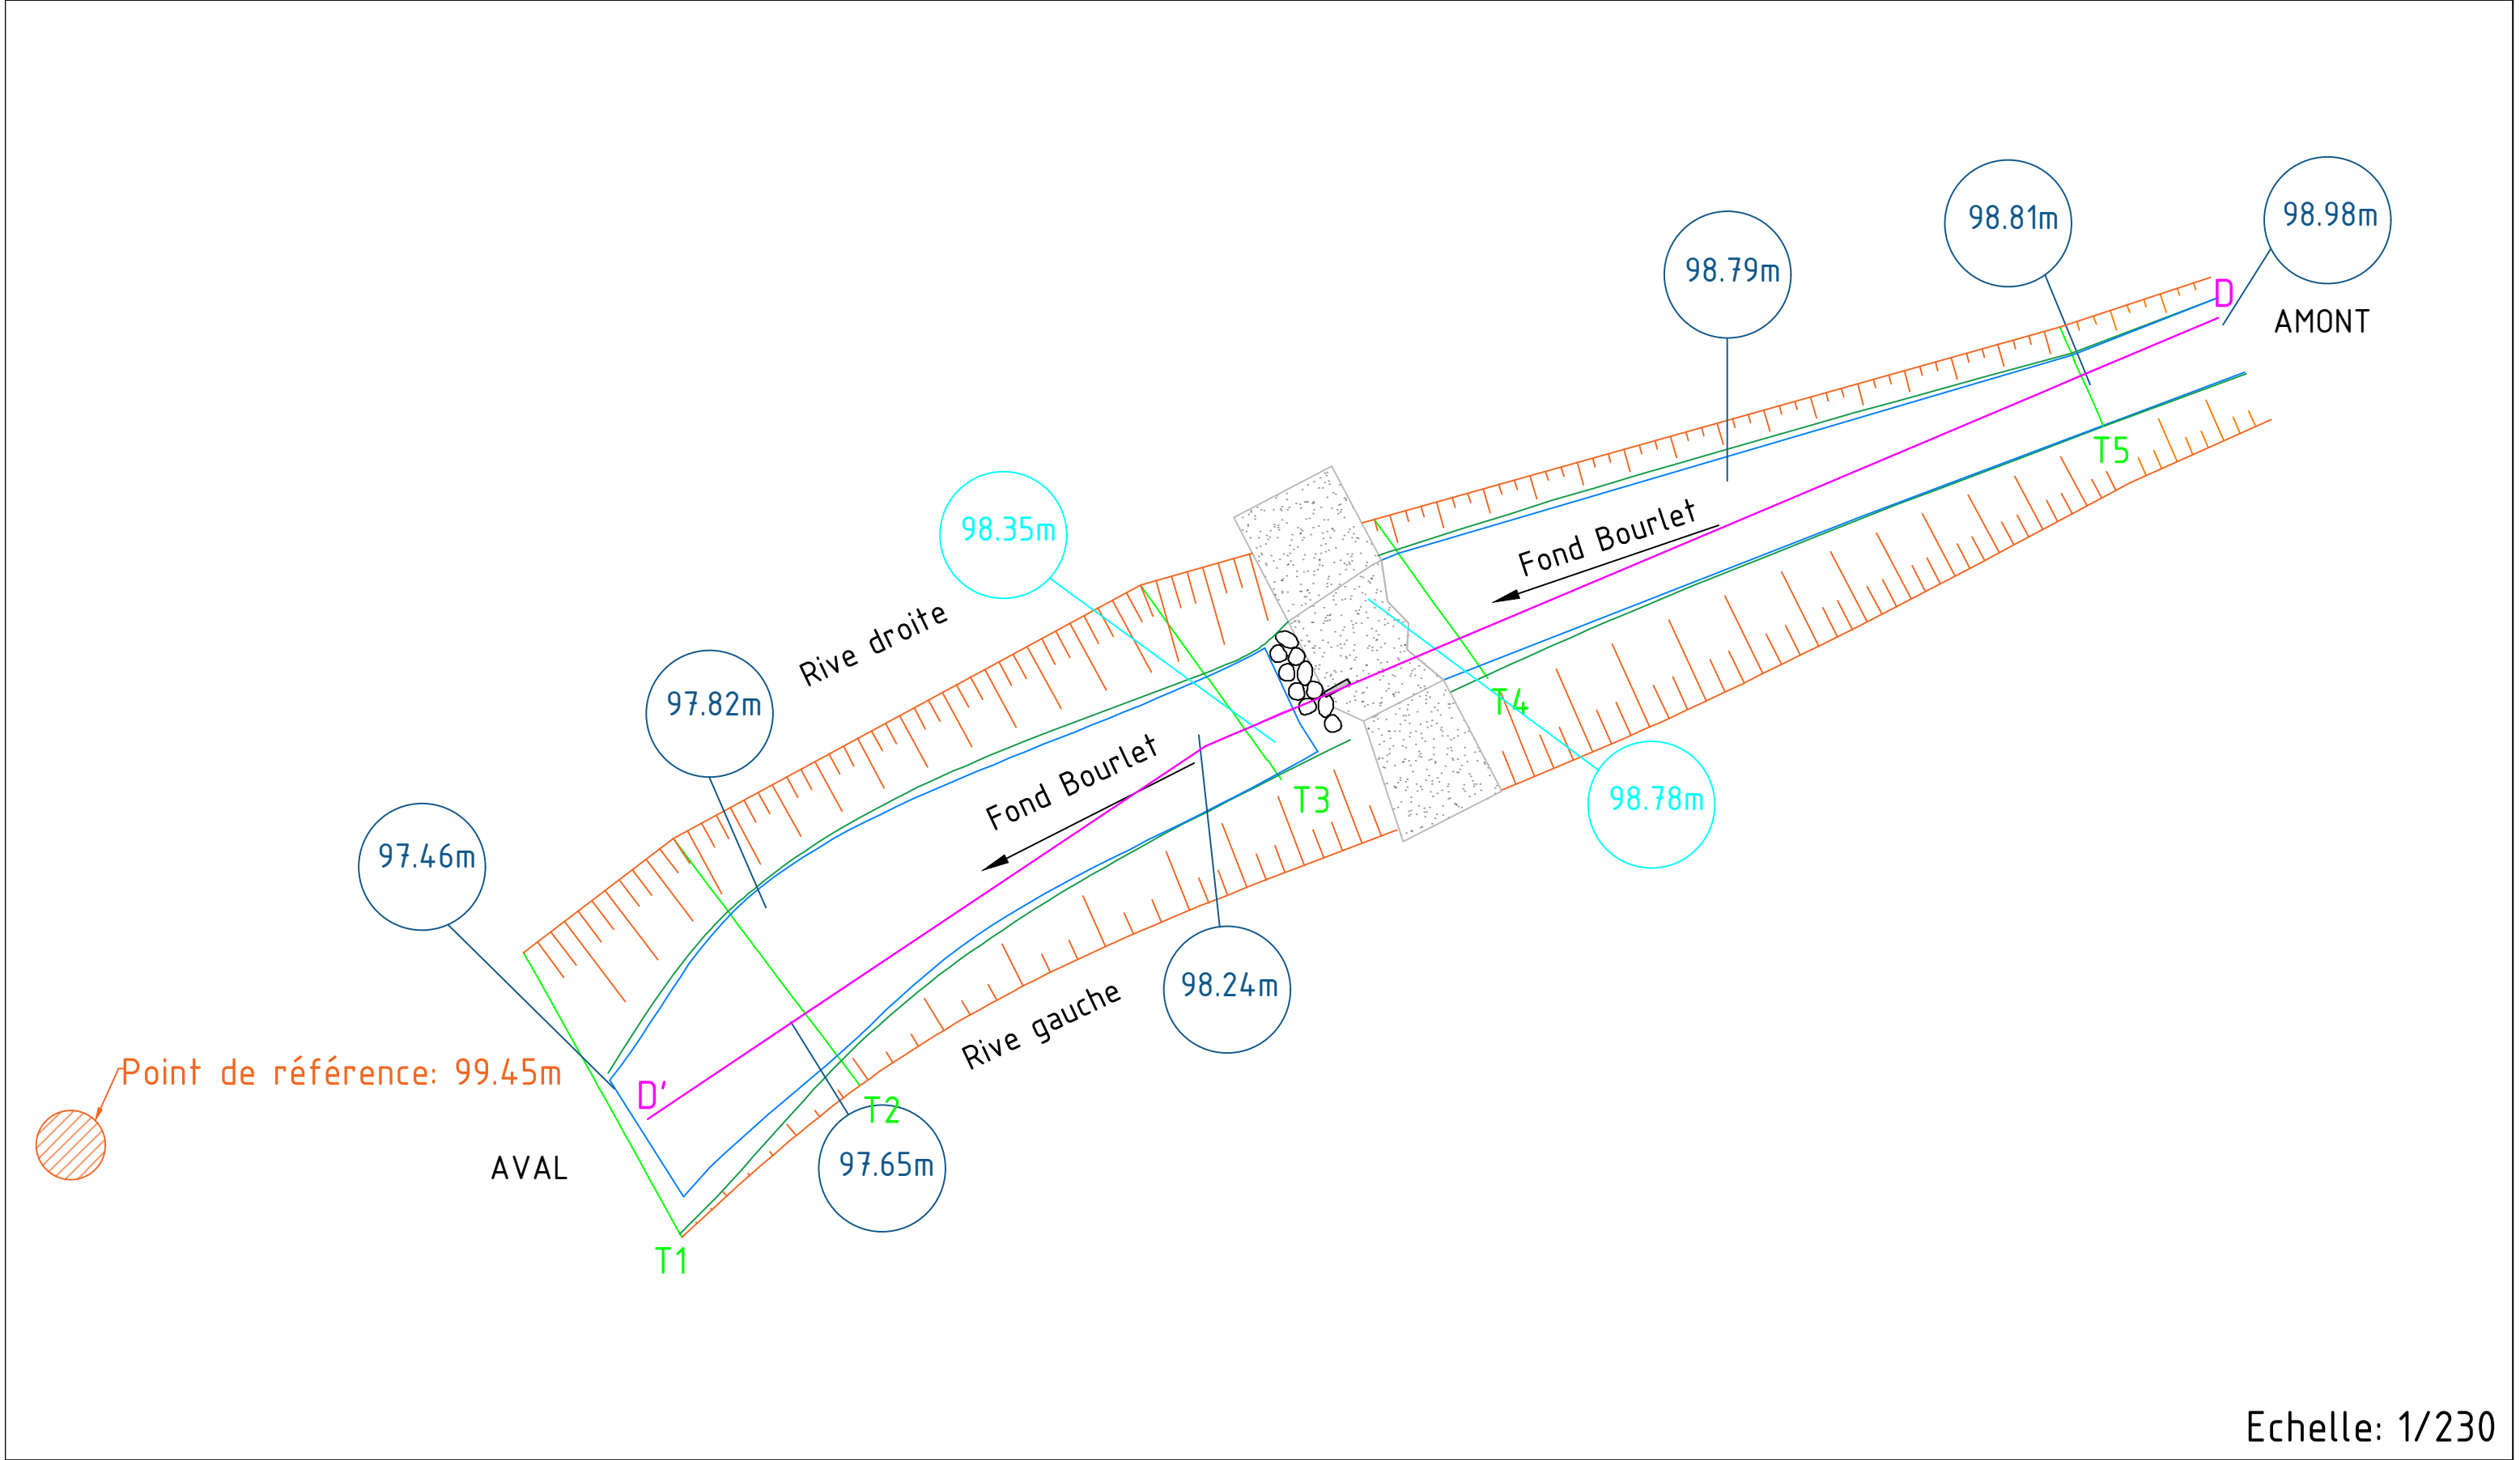 98.98m
98.81m
98.79m
D
AMONT
T5
98.35m
Fond Bourlet
Rive droite
97.82m
T4
Fond Bourlet
98.78m
T3
97.46m
98.24m
Rive gauche
Point de référence: 99.45m
D'
T2
AVAL
97.65m
T1
Echelle: 1/230